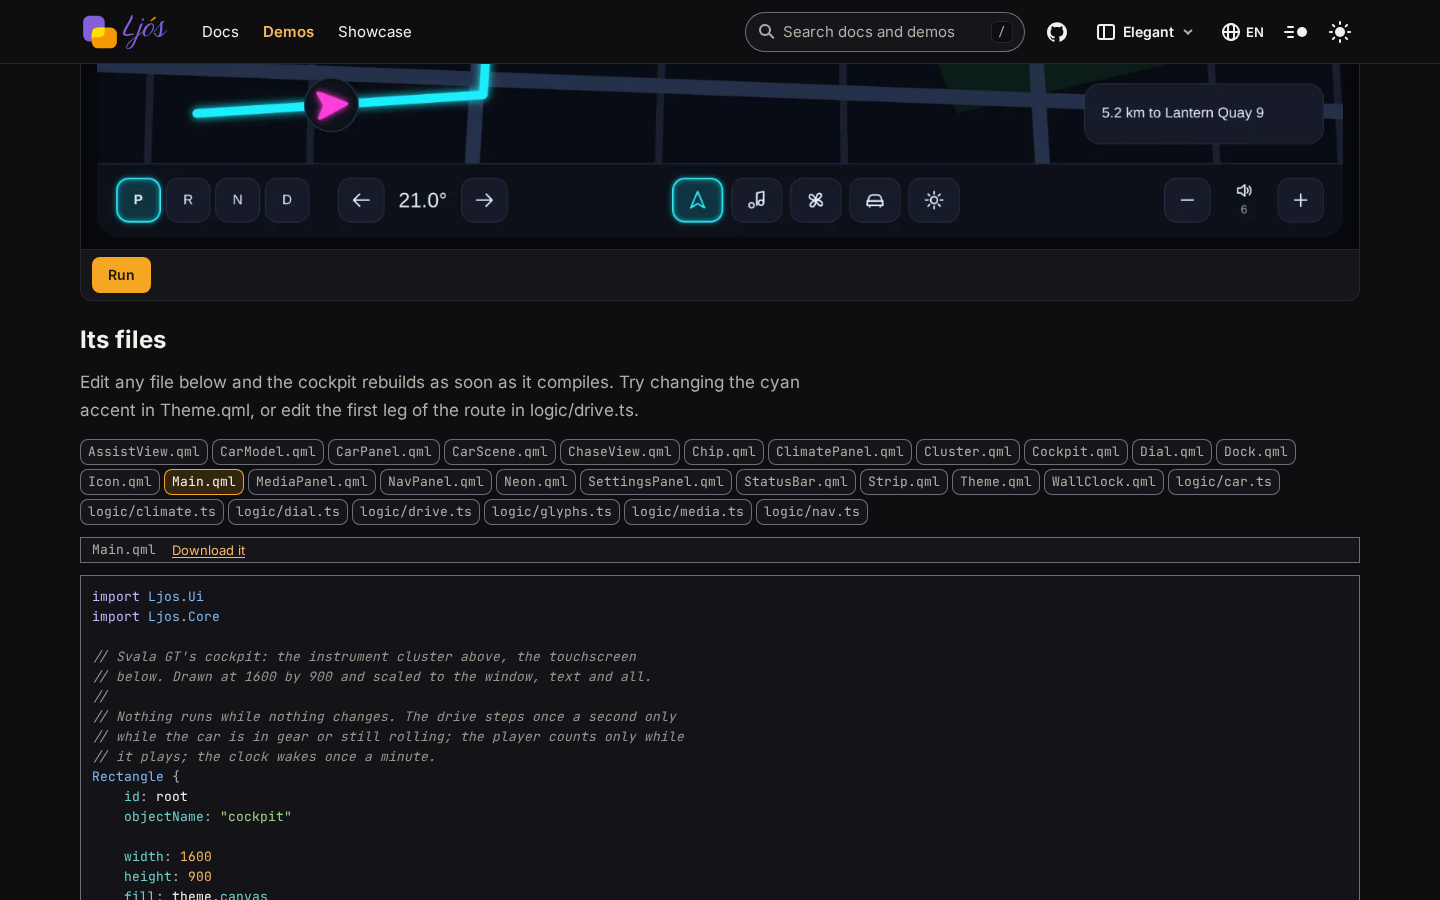 Ljós
Docs Demos Showcase
Search docs and demos /
Elegant
EN
5.2 km to Lantern Quay 9
P R N D
21.0°
6
Run
Its files
Edit any file below and the cockpit rebuilds as soon as it compiles. Try changing the cyan
accent in Theme.qml, or edit the first leg of the route in logic/drive.ts.
AssistView.qml CarModel.qml CarPanel.qml CarScene.qml ChaseView.qml Chip.qml ClimatePanel.qml Cluster.qml Cockpit.qml Dial.qml Dock.qml
Icon.qml Main.qml MediaPanel.qml NavPanel.qml Neon.qml SettingsPanel.qml StatusBar.qml Strip.qml Theme.qml WallClock.qml logic/car.ts
logic/climate.ts logic/dial.ts logic/drive.ts logic/glyphs.ts logic/media.ts logic/nav.ts
Main.qml Download it
import Ljos.Ui
import Ljos.Core
// Svala GT's cockpit: the instrument cluster above, the touchscreen
// below. Drawn at 1600 by 900 and scaled to the window, text and all.
//
// Nothing runs while nothing changes. The drive steps once a second only
// while the car is in gear or still rolling; the player counts only while
// it plays; the clock wakes once a minute.
Rectangle {
id: root
objectName: "cockpit"
width: 1600
height: 900
fill: theme.canvas